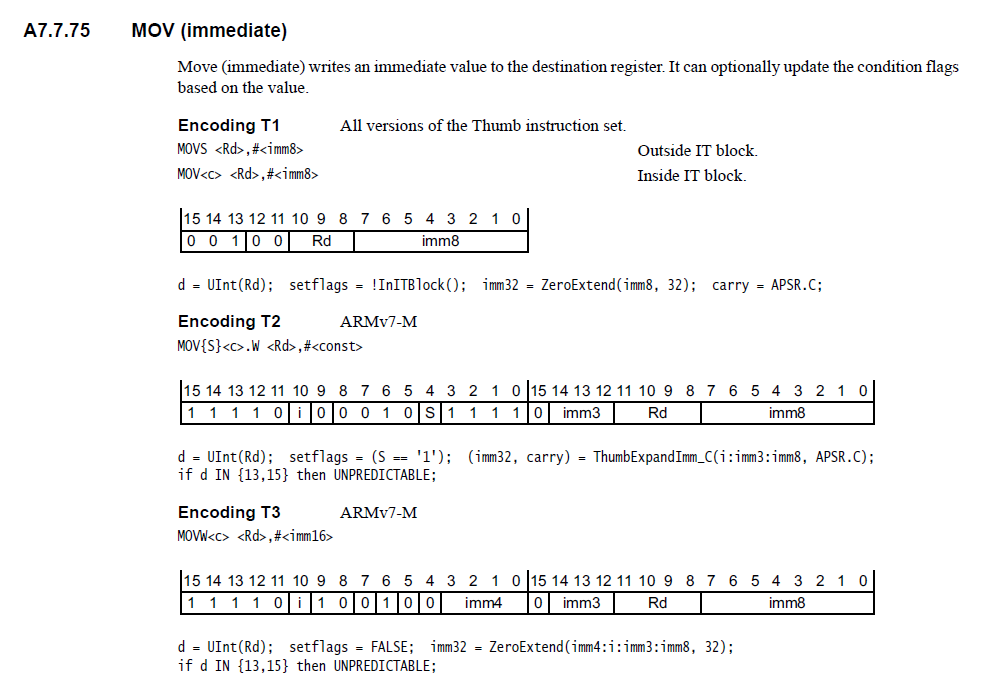 A7.7.75 MOV (immediate)
Move (immediate) writes an immediate value to the destination register. It can optionally update the condition flags
based on the value.
Encoding T1 All versions of the Thumb instruction set.
MOVS <Rd>,#<imm8> Outside IT block.
MOV<c> <Rd>,#<imm8> Inside IT block.
15 14 13 12 11 10 9 8 7 6 5 4 3 2 1 0
0 0 1 0 0 Rd imm8
d = UInt(Rd); setflags = !InITBlock(); imm32 = ZeroExtend(imm8, 32); carry = APSR.C;
Encoding T2 ARMv7-M
MOV{S}<c>.W <Rd>,#<const>
15 14 13 12 11 10 9 8 7 6 5 4 3 2 1 0 15 14 13 12 11 10 9 8 7 6 5 4 3 2 1 0
1 1 1 1 0 i 0 0 0 1 0 S 1 1 1 1 0 imm3 Rd imm8
d = UInt(Rd); setflags = (S == '1'); (imm32, carry) = ThumbExpandImm_C(i:imm3:imm8, APSR.C);
if d IN {13,15} then UNPREDICTABLE;
Encoding T3 ARMv7-M
MOVW<c> <Rd>,#<imm16>
15 14 13 12 11 10 9 8 7 6 5 4 3 2 1 0 15 14 13 12 11 10 9 8 7 6 5 4 3 2 1 0
1 1 1 1 0 i 1 0 0 1 0 0 imm4 0 imm3 Rd imm8
d = UInt(Rd); setflags = FALSE; imm32 = ZeroExtend(imm4:i:imm3:imm8, 32);
if d IN {13,15} then UNPREDICTABLE;